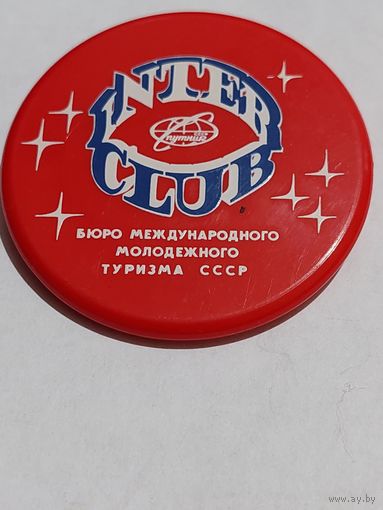 INTER
спутник
CLUB
БЮРО МЕЖДУНАРОДНОГО
МОЛОДЕЖНОГО
ТУРИЗМА СССР
www.ay.by